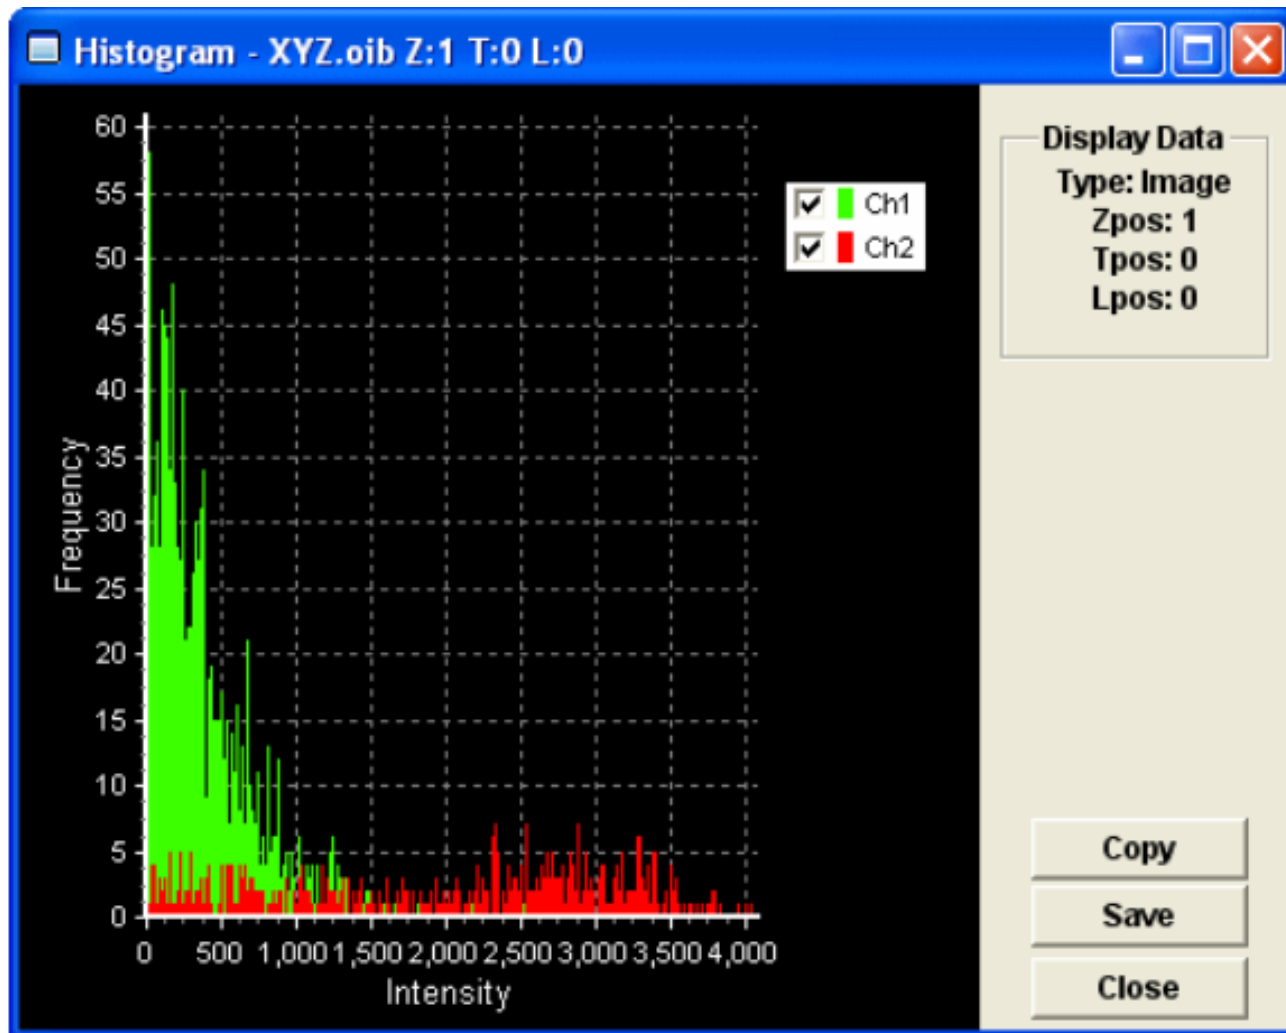 Histogram - XYZ.oib Z:1 T:0 L:0
60
55
50
45
40
35
30
25
20
15
10
5
0
Frequency
0 500 1,000 1,500 2,000 2,500 3,000 3,500 4,000
Intensity
Ch1
Ch2
Display Data
Type: Image
Zpos: 1
Tpos: 0
Lpos: 0
Copy
Save
Close